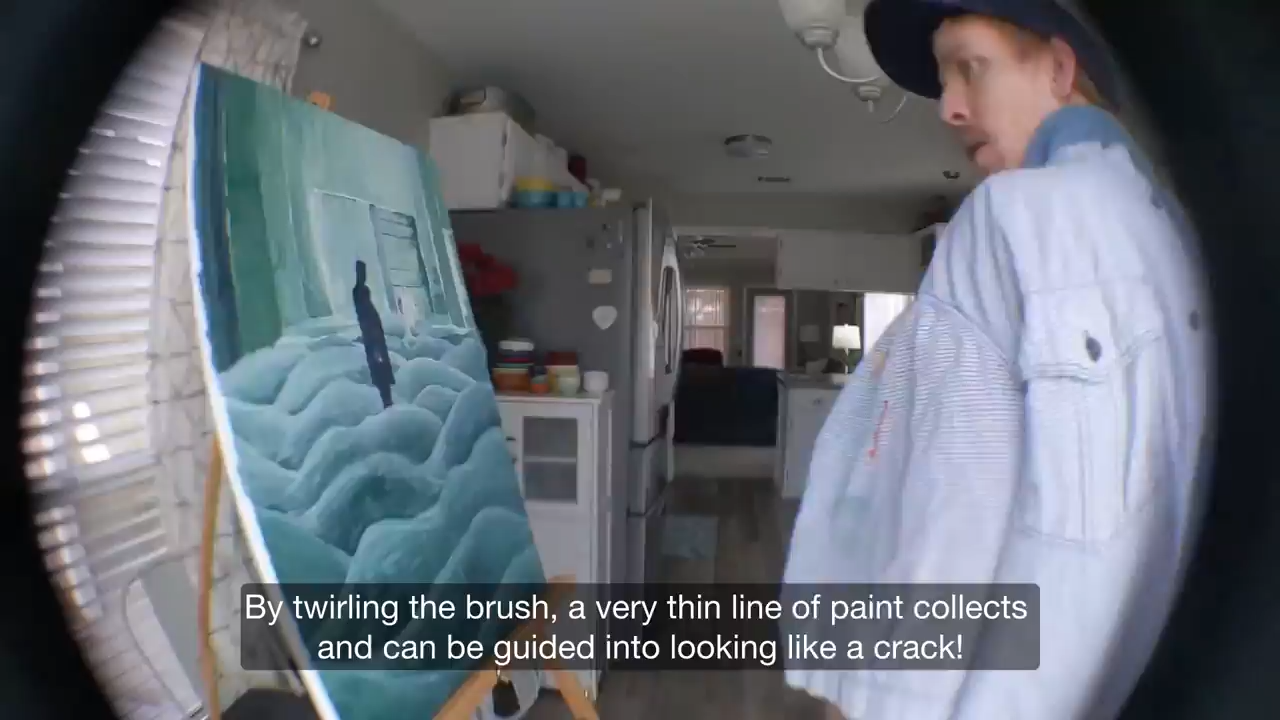 By twirling the brush, a very thin line of paint collects
and can be guided into looking like a crack!